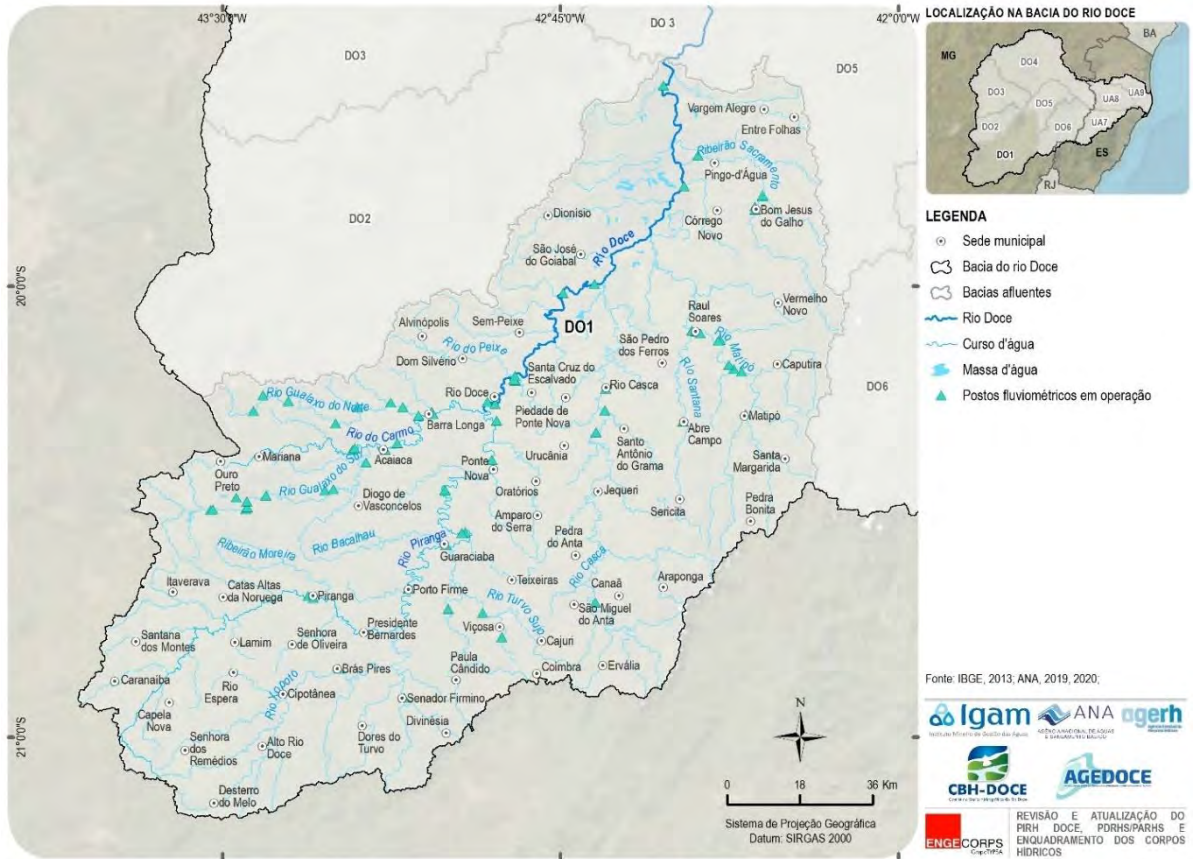 43°30'0"W
42°45'0"W
42°0'0"W
20°0'0"S
21°0'0"S
DO3
DO 3
DO5
DO2
DO6
DO1
Vargem Alegre
Entre Folhas
Ribeirão Sacramento
Pingo-d'Água
Dionísio
Córrego
Novo
Bom Jesus
do Galho
São José
do Goiabal
Rio Doce
Vermelho
Novo
Alvinópolis
Sem-Peixe
Rio do Peixe
Dom Silvério
Raul
Soares
São Pedro
dos Ferros
Rio Matipó
Caputira
Santa Cruz do
Escalvado
Rio Doce
Rio Casca
Rio Santana
Rio Gualaxo do Norte
Barra Longa
Piedade de
Ponte Nova
Matipó
Rio do Carmo
Abre
Campo
Santo
Antônio
do Grama
Mariana
Acaiaca
Urucânia
Santa
Margarida
Ouro
Preto
Rio Gualaxo do Sul
Ponte
Nova
Diogo de
Vasconcelos
Oratórios
Jequeri
Sericita
Pedra
Bonita
Amparo
do Serra
Ribeirão Moreira
Rio Bacalhau
Rio Piranga
Guaraciaba
Pedra
do Anta
Rio Casca
Itaverava
Catas Altas
da Noruega
Piranga
Porto Firme
Teixeiras
Canaã
Araponga
Rio Turvo Sujo
São Miguel
do Anta
Santana
dos Montes
Lamim
Senhora
de Oliveira
Presidente
Bernardes
Viçosa
Cajuri
Caranaíba
Rio
Espera
Brás Pires
Paula
Cândido
Coimbra
Ervália
Capela
Nova
Rio Xopotó
Cipotânea
Senador Firmino
Divinésia
Senhora
dos
Remédios
Alto Rio
Doce
Dores do
Turvo
Desterro
do Melo
N
0 18 36 Km
Sistema de Projeção Geográfica
Datum: SIRGAS 2000
LOCALIZAÇÃO NA BACIA DO RIO DOCE
MG
BA
DO4
DO3
DO5
UA8
UA9
DO2
DO6
UA7
DO1
ES
RJ
LEGENDA
Sede municipal
Bacia do rio Doce
Bacias afluentes
Rio Doce
Curso d'água
Massa d'água
Postos fluviométricos em operação
Fonte: IBGE, 2013; ANA, 2019, 2020;
Igam
ANA
agerh
CBH-DOCE
AGEDOCE
ENGECORPS
REVISÃO E ATUALIZAÇÃO DO
PIRH DOCE, PDRHS/PARHS E
ENQUADRAMENTO DOS CORPOS
HÍDRICOS